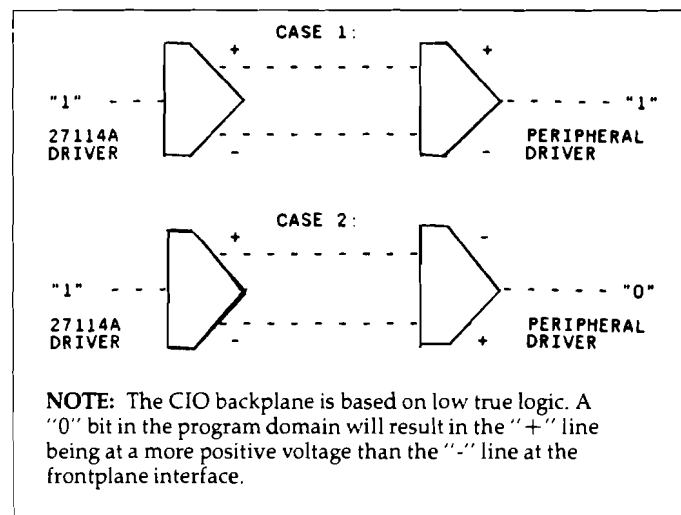 CASE 1:
+ +
"1" "1"
27114A PERIPHERAL
DRIVER - - DRIVER
CASE 2:
+ -
"1" "0"
27114A PERIPHERAL
DRIVER - + DRIVER
NOTE: The CIO backplane is based on low true logic. A
"0" bit in the program domain will result in the "+" line
being at a more positive voltage than the "-" line at the
frontplane interface.